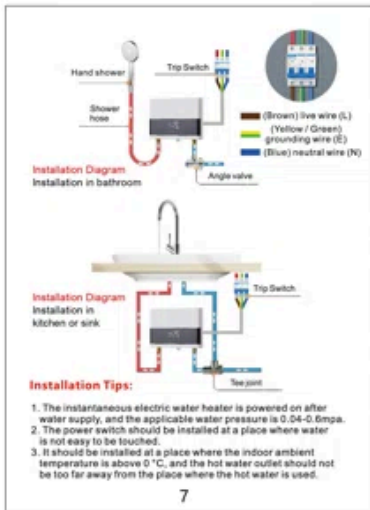 Hand shower
Trip Switch
Shower
hose
(Brown) live wire (L)
(Yellow / Green)
grounding wire (E)
(Blue) neutral wire (N)
Angle valve
Installation Diagram
Installation in bathroom
Installation Diagram
Installation in
kitchen or sink
Trip Switch
Tee joint
Installation Tips:
1. The instantaneous electric water heater is powered on after
water supply, and the applicable water pressure is 0.04-0.6mpa.
2. The power switch should be installed at a place where water
is not easy to be touched.
3. It should be installed at a place where the indoor ambient
temperature is above 0 °C, and the hot water outlet should not
be too far away from the place where the hot water is used.
7